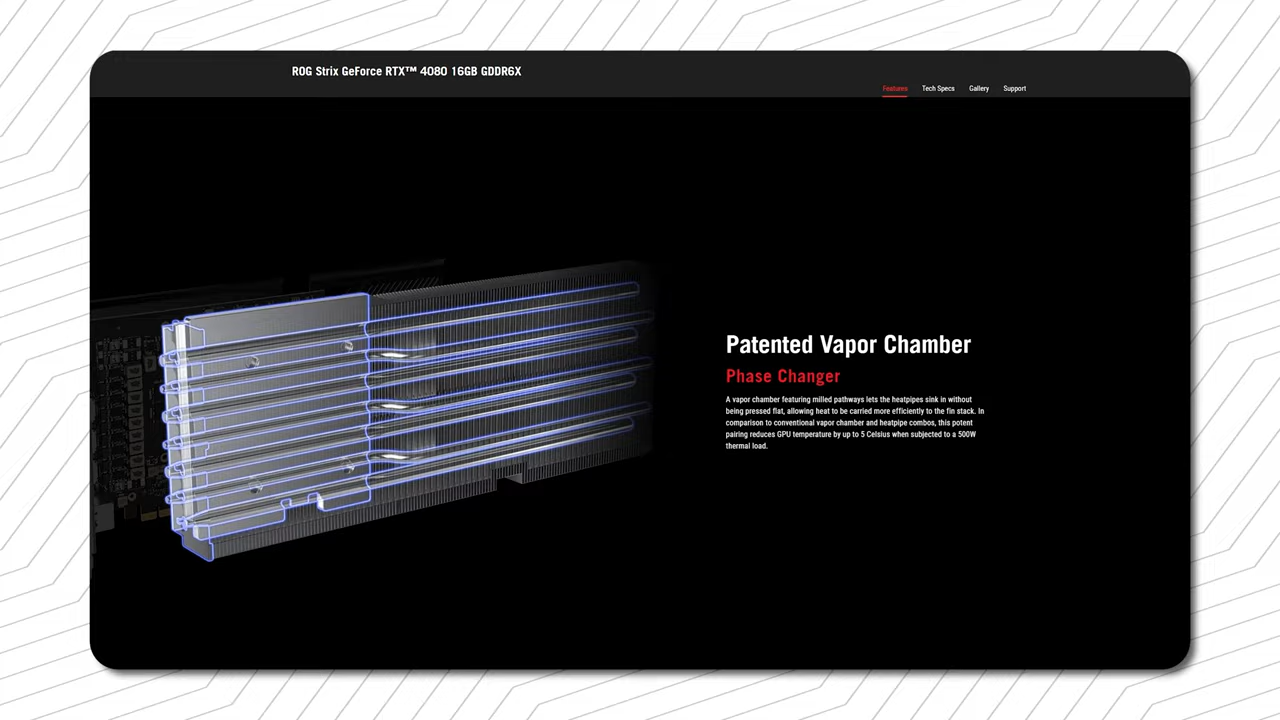 ROG Strix GeForce RTX™ 4080 16GB GDDR6X
Features Tech Specs Gallery Support
Patented Vapor Chamber
Phase Changer
A vapor chamber featuring milled pathways lets the heatpipes sink in without
being pressed flat, allowing heat to be carried more efficiently to the fin stack. In
comparison to conventional vapor chamber and heatpipe combos, this potent
pairing reduces GPU temperature by up to 5 Celsius when subjected to a 500W
thermal load.